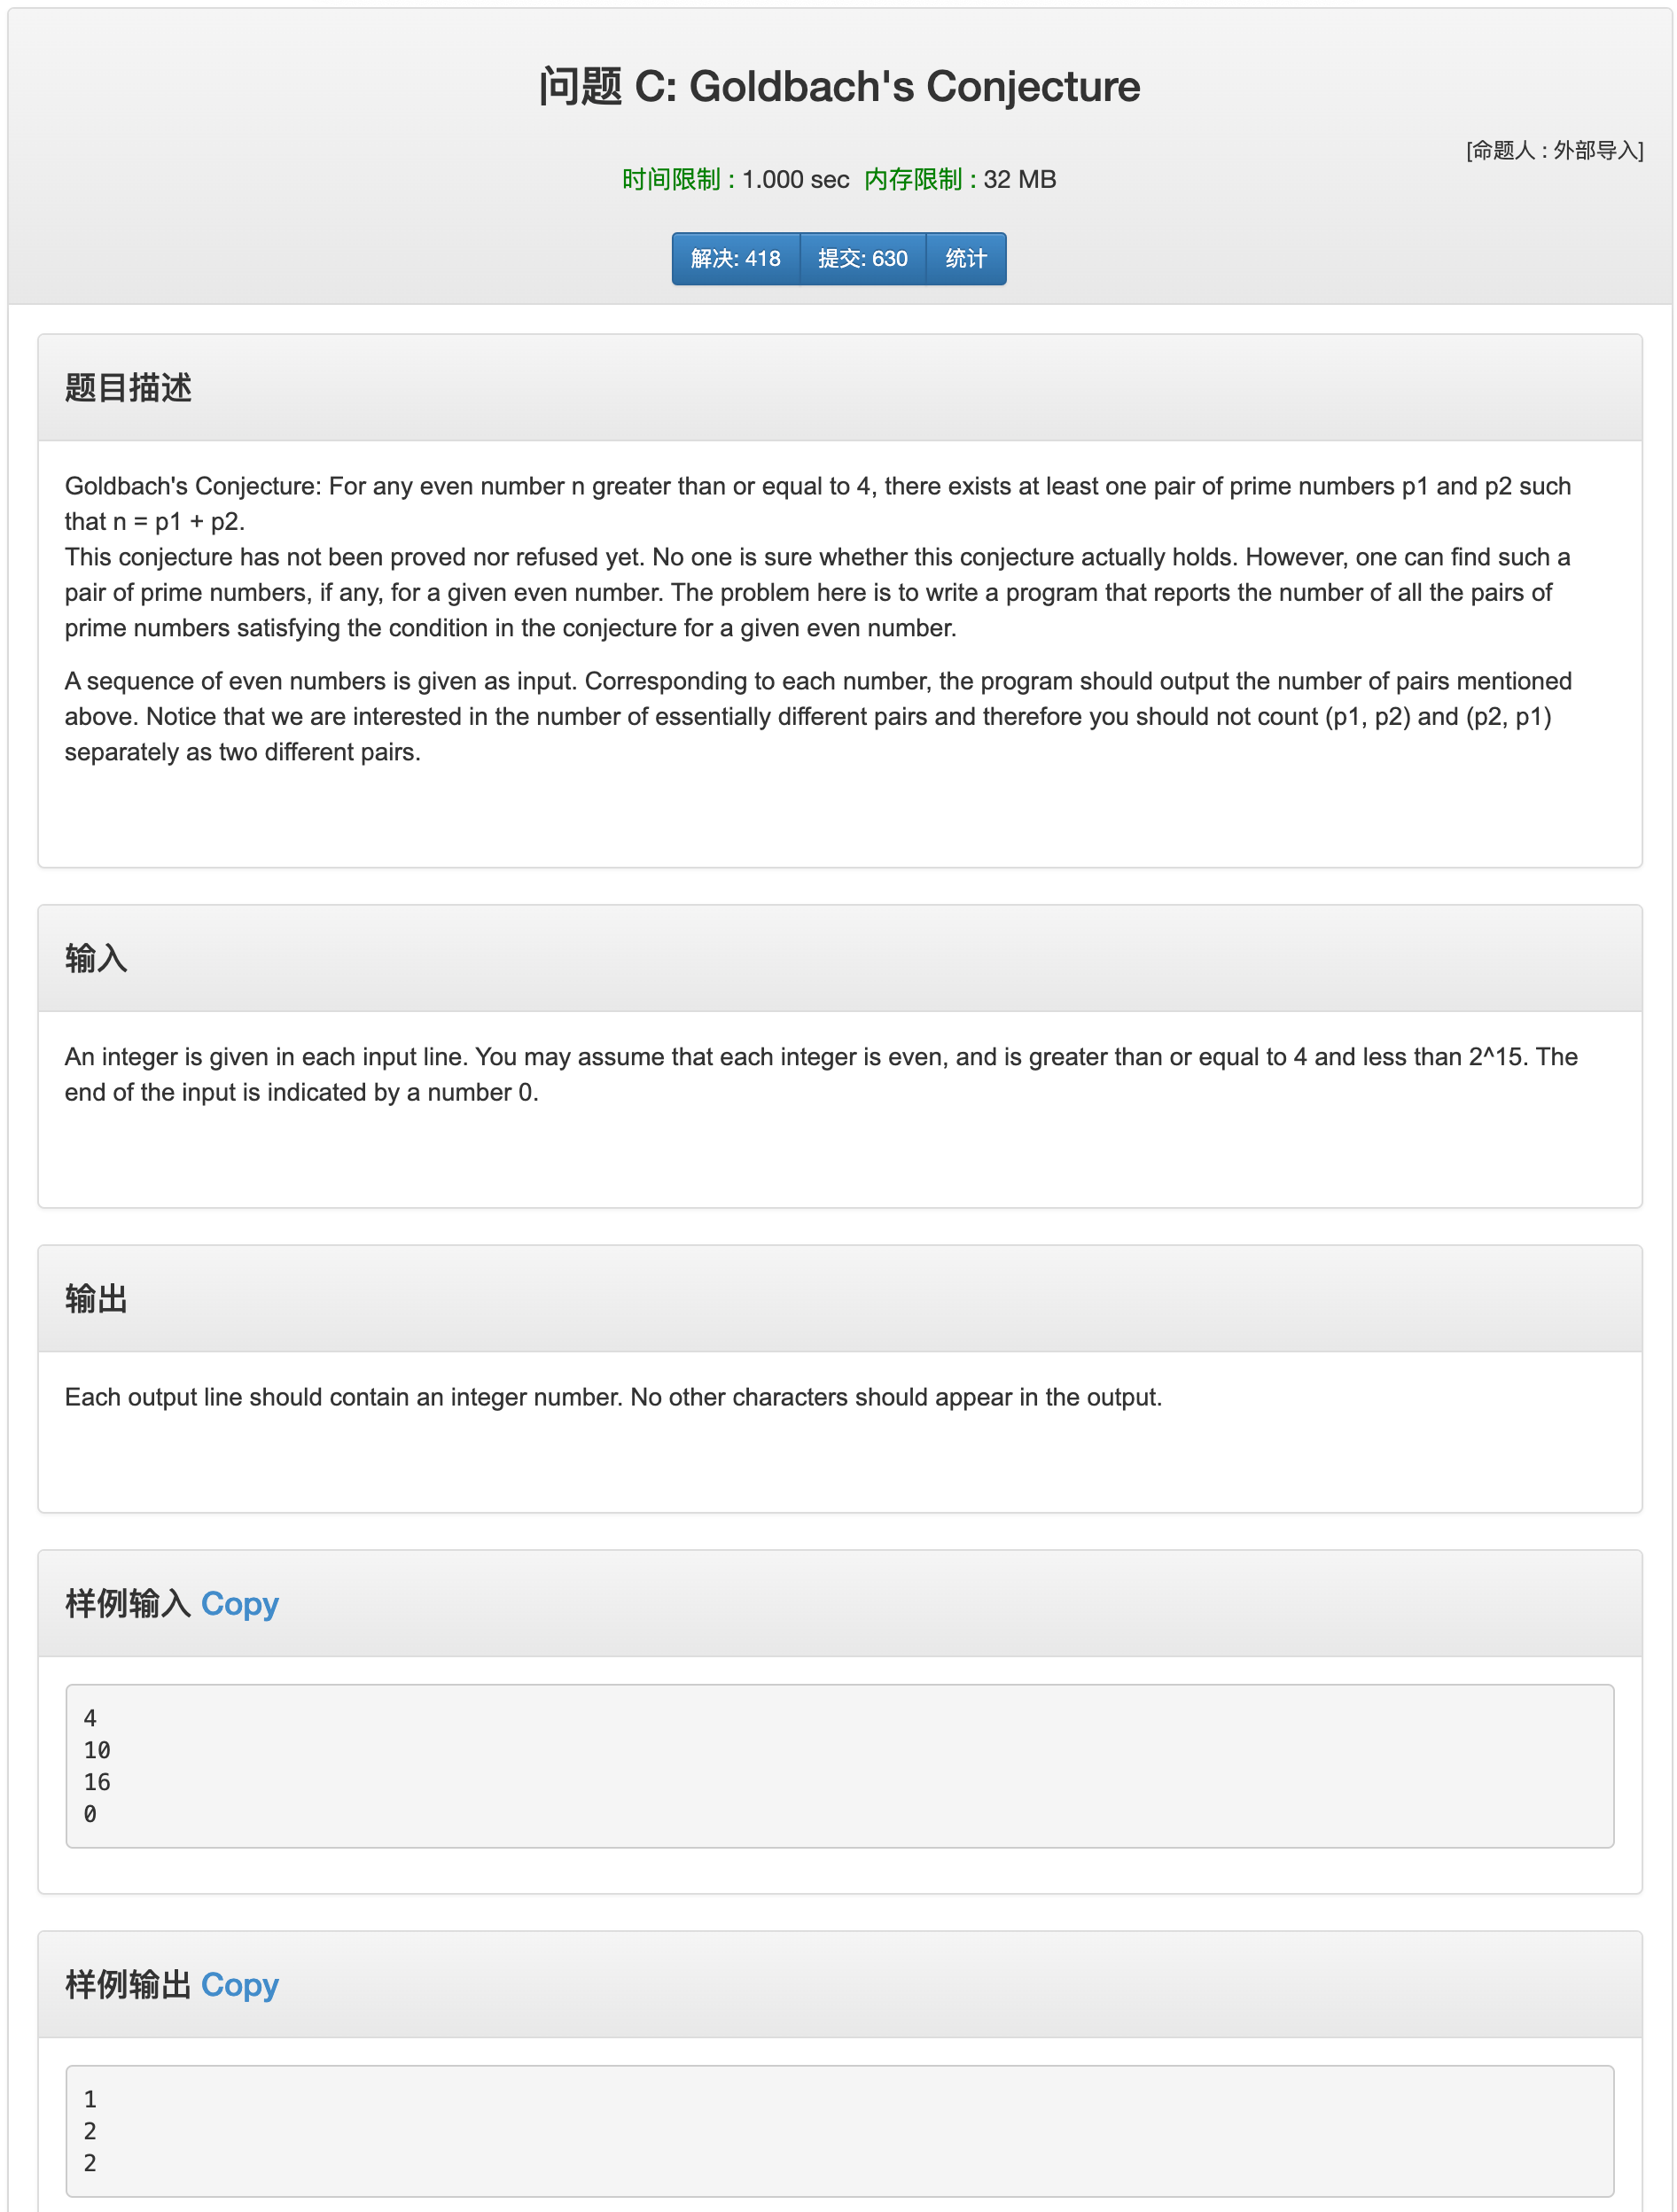 问题 C: Goldbach's Conjecture
[命题人 : 外部导入]
时间限制 : 1.000 sec 内存限制 : 32 MB
解决: 418 提交: 630 统计
题目描述
Goldbach's Conjecture: For any even number n greater than or equal to 4, there exists at least one pair of prime numbers p1 and p2 such
that n = p1 + p2.
This conjecture has not been proved nor refused yet. No one is sure whether this conjecture actually holds. However, one can find such a
pair of prime numbers, if any, for a given even number. The problem here is to write a program that reports the number of all the pairs of
prime numbers satisfying the condition in the conjecture for a given even number.
A sequence of even numbers is given as input. Corresponding to each number, the program should output the number of pairs mentioned
above. Notice that we are interested in the number of essentially different pairs and therefore you should not count (p1, p2) and (p2, p1)
separately as two different pairs.
输入
An integer is given in each input line. You may assume that each integer is even, and is greater than or equal to 4 and less than 2^15. The
end of the input is indicated by a number 0.
输出
Each output line should contain an integer number. No other characters should appear in the output.
样例输入 Copy
4
10
16
0
样例输出 Copy
1
2
2